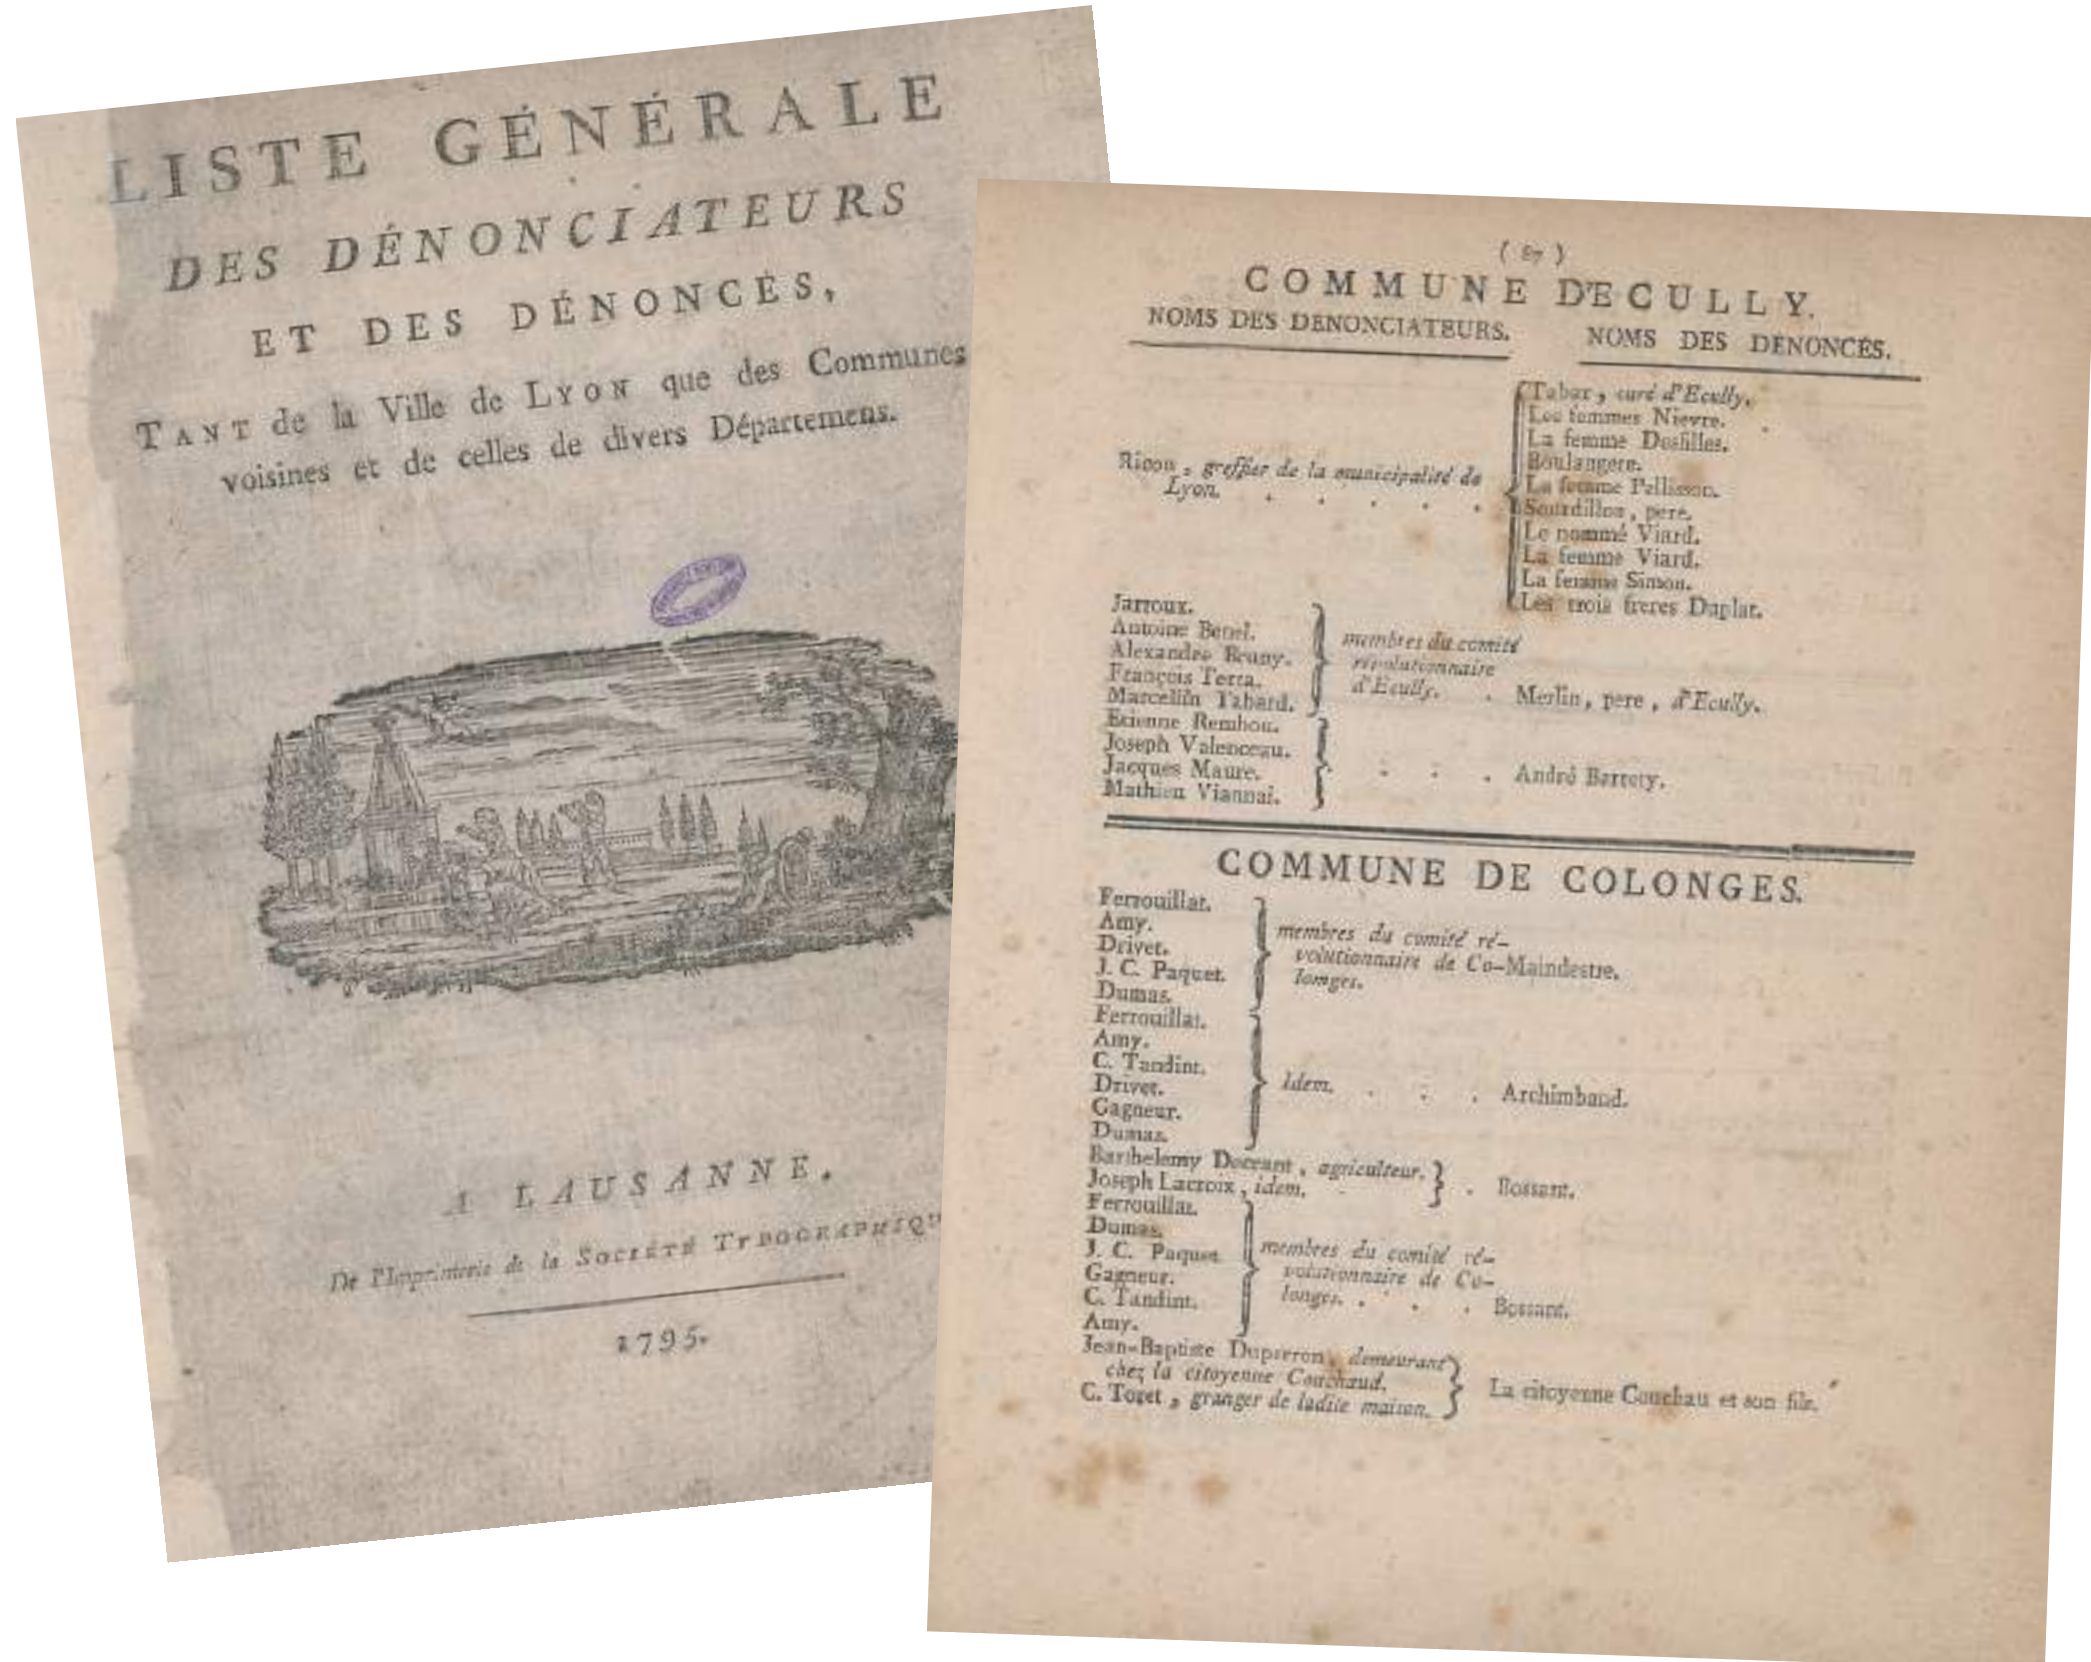 LISTE GÉNÉRALE
DES DÉNONCIATEURS
ET DES DÉNONCÉS,
TANT de la Ville de LYON que des Communes
voisines et de celles de divers Départemens.
A LAUSANNE,
De l'Imprimerie de la SOCIÉTÉ TYPOGRAPHIQU
1795.
( 87 )
COMMUNE D'ECULLY.
NOMS DES DENONCIATEURS. NOMS DES DENONCÉS.
Tabar, curé d'Ecully.
Les femmes Nievre.
La femme Desfilles.
Boulangere.
Ricon, greffier de la municipalité de
Lyon. . . . .
La femme Pellisson.
Sourdillon, pere.
Le nommé Viard.
La femme Viard.
La femme Simon.
Les trois freres Duplat.
Jarroux.
Antoine Benel.
Alexandre Bruny.
François Terra.
Marcellin Tabard.
membres du comité
révolutionnaire
d'Ecully. . Merlin, pere, d'Ecully.
Etienne Rembou.
Joseph Valenceau.
Jacques Maure.
Mathieu Viannai.
. . . André Barrety.
COMMUNE DE COLONGES.
Ferrouillat.
Amy.
Drivet.
J. C. Paquet.
Dumas.
membres du comité ré-
volutionnaire de Co- Maindestre.
longes.
Ferrouillat.
Amy.
C. Tandint.
Drivet.
Gagneur.
Dumas.
Idem. . . . Archimbaud.
Barthelemy Decrant, agriculteur.
Joseph Lacroix, idem. . Bossant.
Ferrouillat.
Dumas.
J. C. Paquet
Gagneur.
C. Tandint.
Amy.
membres du comité ré-
volutionnaire de Co-
longes. . . . Bossant.
Jean-Baptiste Duperron, demeurant
chez la citoyenne Couchaud.
C. Toret, granger de ladite maison.
La citoyenne Couchau et son fils.